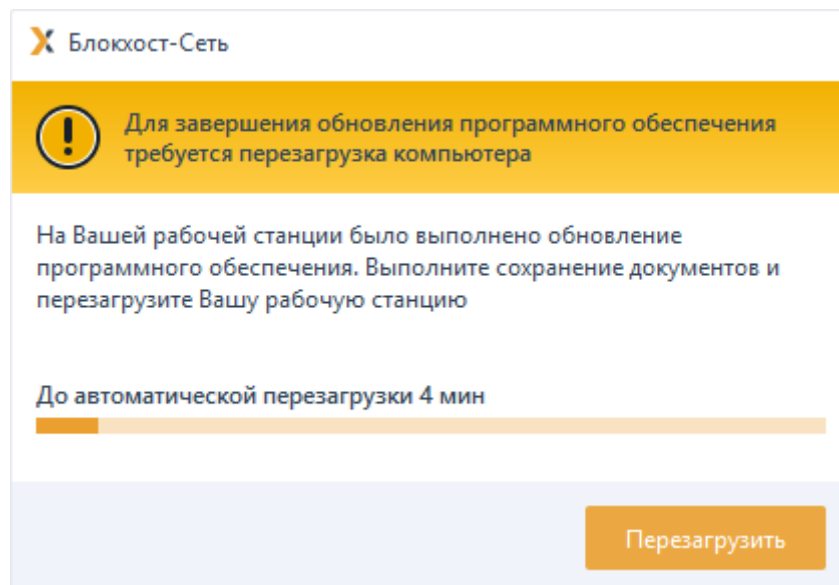 Блокхост-Сеть
Для завершения обновления программного обеспечения
требуется перезагрузка компьютера
На Вашей рабочей станции было выполнено обновление
программного обеспечения. Выполните сохранение документов и
перезагрузите Вашу рабочую станцию
До автоматической перезагрузки 4 мин
Перезагрузить